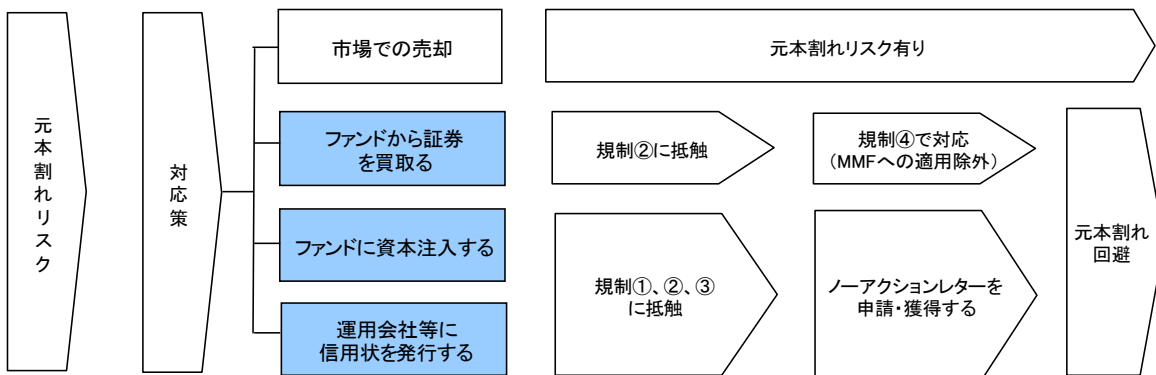 元本割れリスク
対応策
市場での売却
元本割れリスク有り
ファンドから証券
を買取る
規制②に抵触
規制④で対応
(MMFへの適用除外)
ファンドに資本注入する
運用会社等に
信用状を発行する
規制①、②、③
に抵触
ノーアクションレターを
申請・獲得する
元本割れ
回避